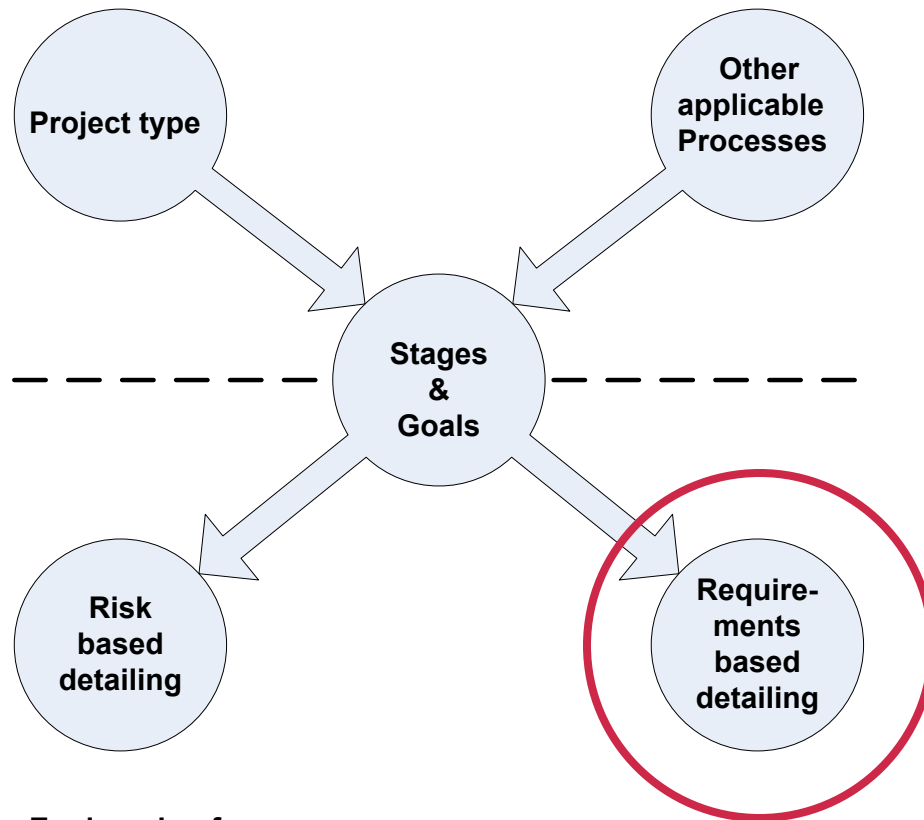 Project type
Other
applicable
Processes
Stages
&
Goals
Risk
based
detailing
Require-
ments
based
detailing